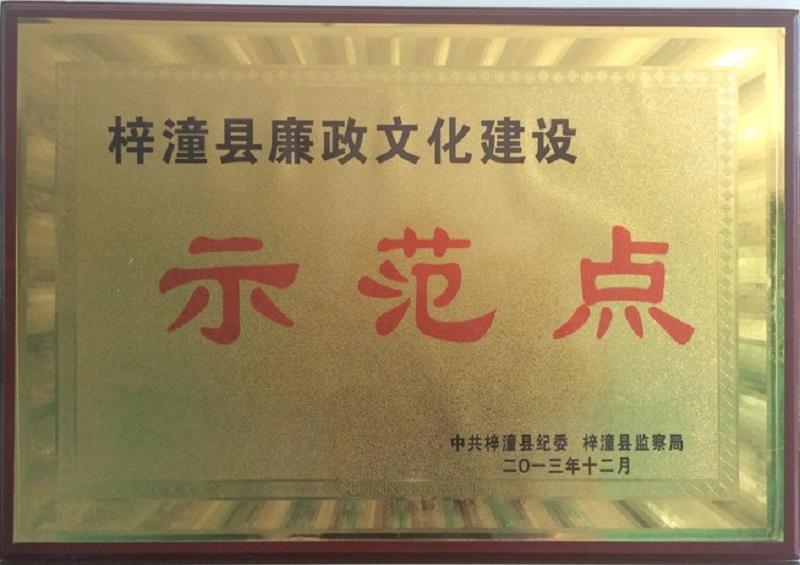 梓潼县廉政文化建设
示范点
中共梓潼县纪委 梓潼县监察局
二〇一三年十二月